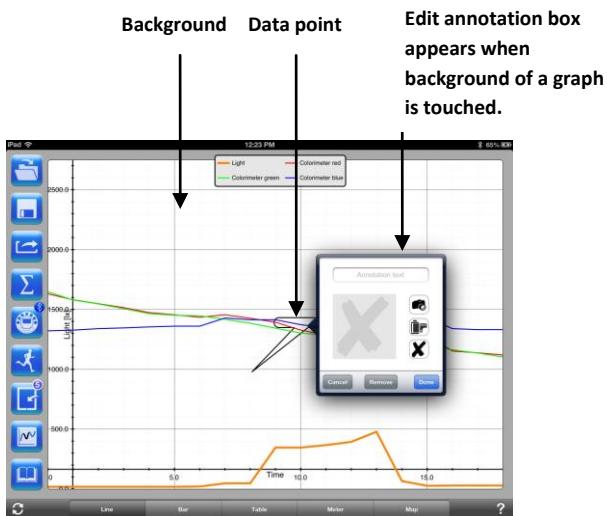 Background
Data point
Edit annotation box
appears when
background of a graph
is touched.
iPad
12:23 PM
65%
Light
Colorimeter red
Colorimeter green
Colorimeter blue
2500.0
2000.0
1500.0
Light [lx]
1000.0
500.0
0.0
0
5.0
Time
10.0
15.0
Annotation text
Cancel
Remove
Done
Σ
5
Line
Bar
Table
Meter
Map
?